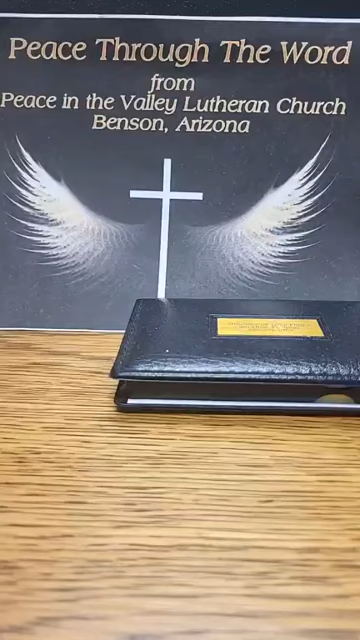 Peace Through The Word
from
Peace in the Valley Lutheran Church
Benson, Arizona